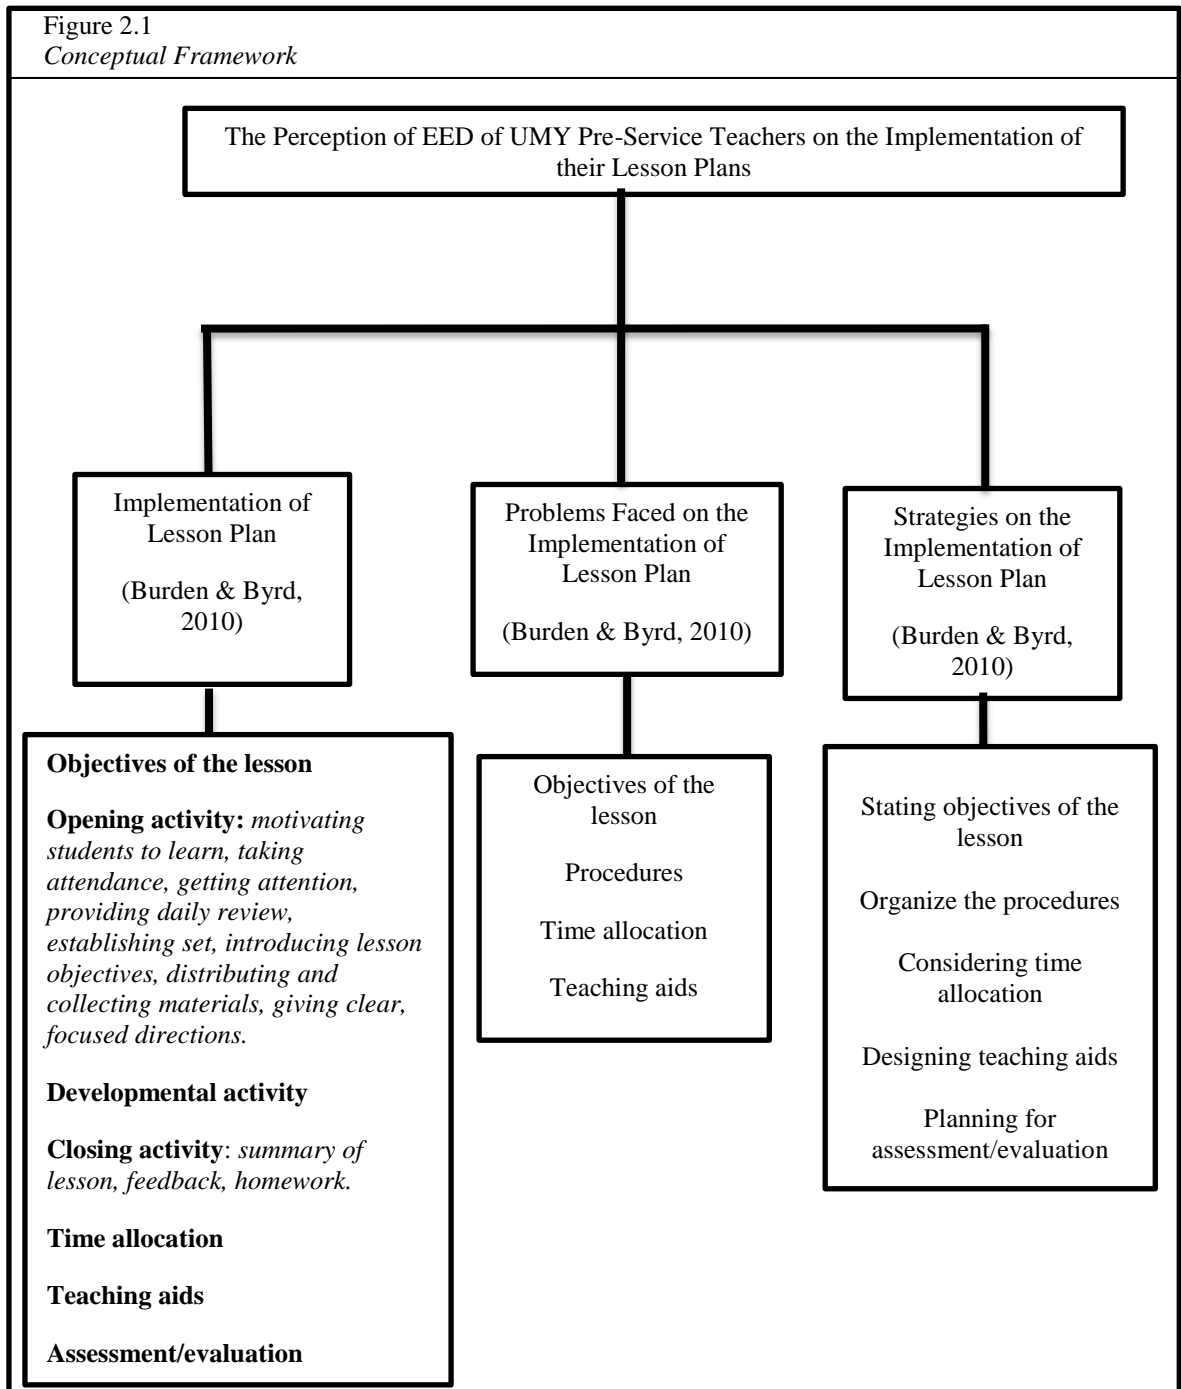 Figure 2.1
Conceptual Framework
The Perception of EED of UMY Pre-Service Teachers on the Implementation of
their Lesson Plans
Implementation of
Lesson Plan
(Burden & Byrd,
2010)
Problems Faced on the
Implementation of
Lesson Plan
(Burden & Byrd, 2010)
Strategies on the
Implementation of
Lesson Plan
(Burden & Byrd,
2010)
Objectives of the lesson
Opening activity: motivating
students to learn, taking
attendance, getting attention,
providing daily review,
establishing set, introducing lesson
objectives, distributing and
collecting materials, giving clear,
focused directions.
Developmental activity
Closing activity: summary of
lesson, feedback, homework.
Time allocation
Teaching aids
Assessment/evaluation
Objectives of the
lesson
Procedures
Time allocation
Teaching aids
Stating objectives of the
lesson
Organize the procedures
Considering time
allocation
Designing teaching aids
Planning for
assessment/evaluation